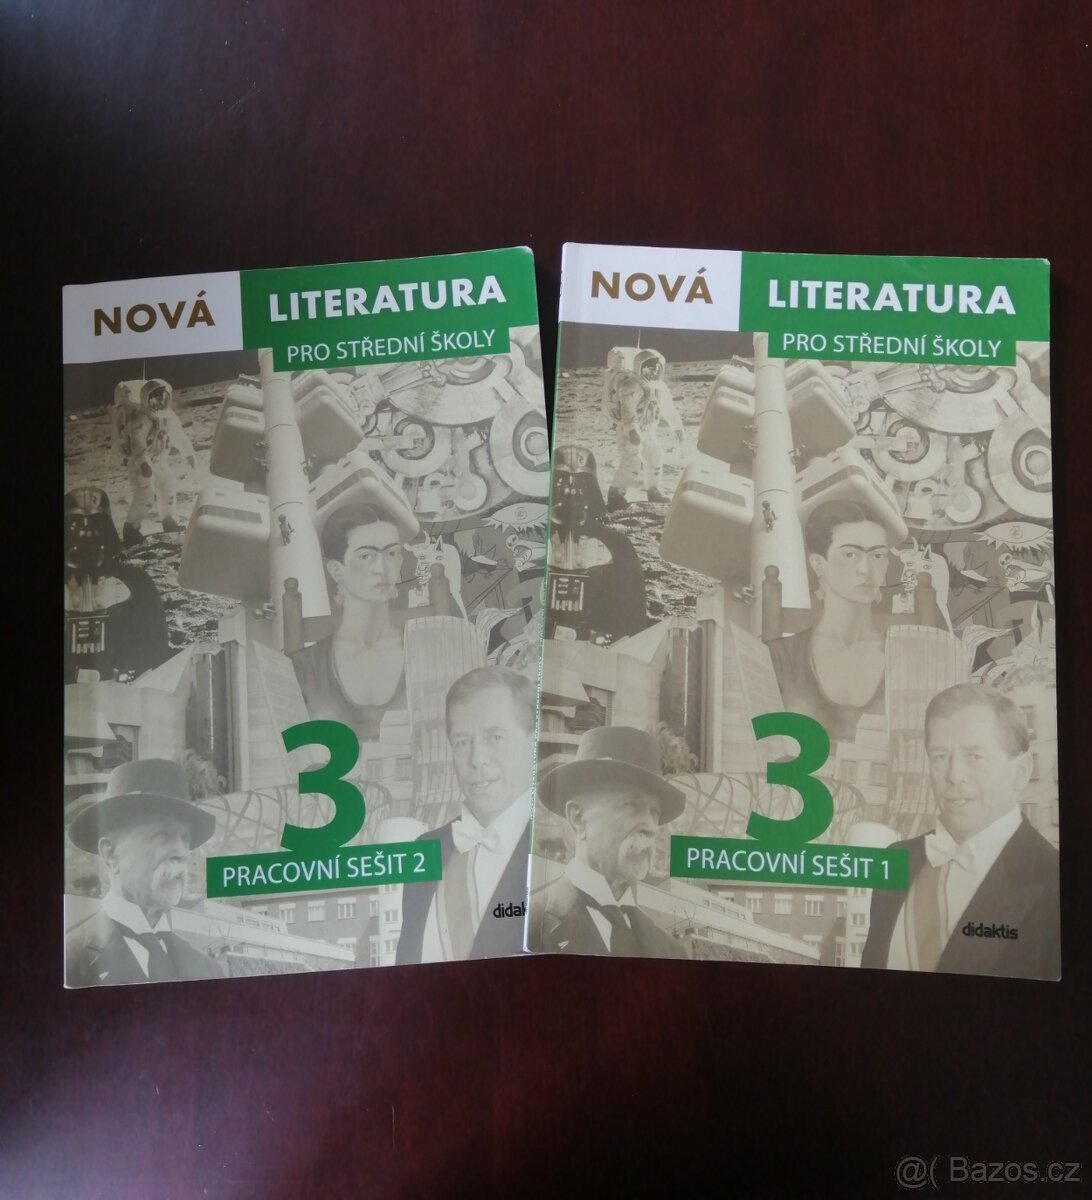 NOVÁ
LITERATURA
PRO STŘEDNÍ ŠKOLY
3
PRACOVNÍ SEŠIT 2
NOVÁ
LITERATURA
PRO STŘEDNÍ ŠKOLY
3
PRACOVNÍ SEŠIT 1
didaktis
@( Bazos.cz